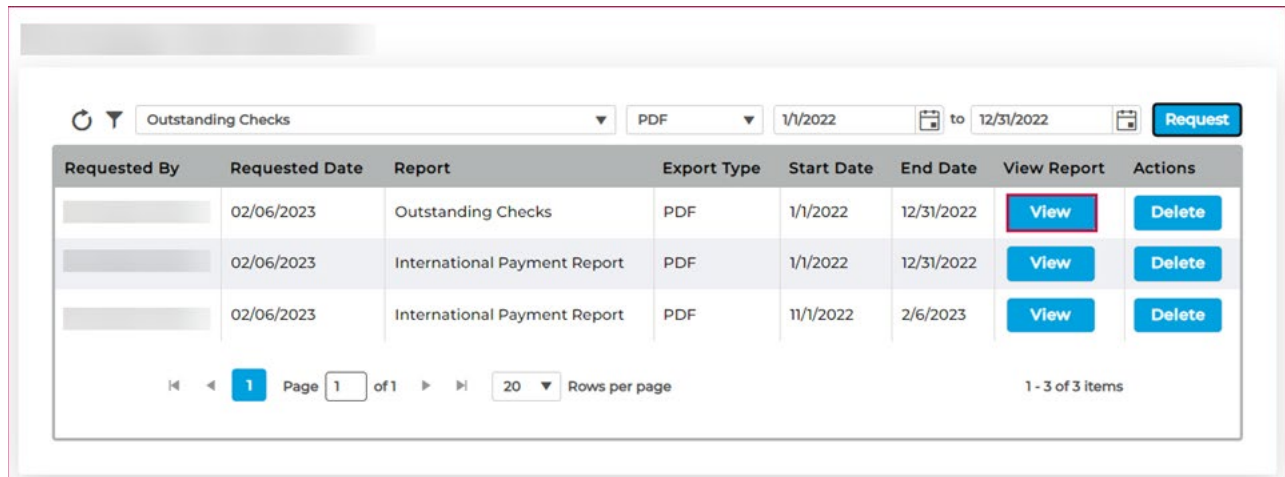 Outstanding Checks PDF 1/1/2022 to 12/31/2022 Request
Requested By Requested Date Report Export Type Start Date End Date View Report Actions
02/06/2023 Outstanding Checks PDF 1/1/2022 12/31/2022 View Delete
02/06/2023 International Payment Report PDF 1/1/2022 12/31/2022 View Delete
02/06/2023 International Payment Report PDF 11/1/2022 2/6/2023 View Delete
1 Page 1 of 1 20 Rows per page 1 - 3 of 3 items